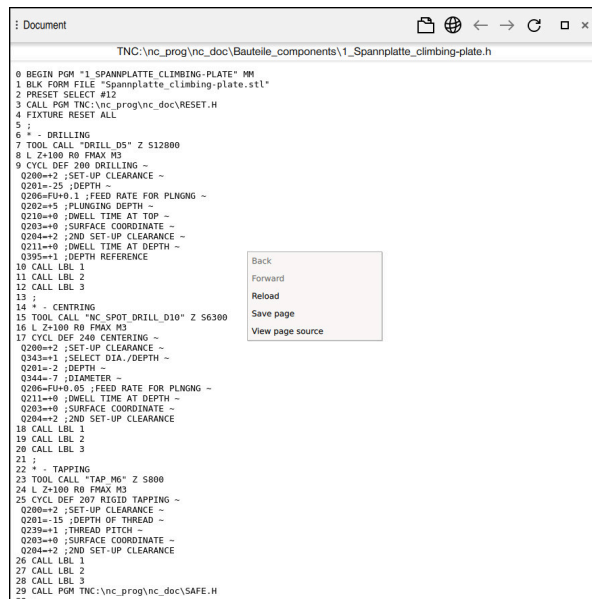 Document
TNC:\nc_prog\nc_doc\Bauteile_components\1_Spannplatte_climbing-plate.h
0 BEGIN PGM "1_SPANNPLATTE_CLIMBING-PLATE" MM
1 BLK FORM FILE "Spannplatte_climbing-plate.stl"
2 PRESET SELECT #12
3 CALL PGM TNC:\nc_prog\nc_doc\RESET.H
4 FIXTURE RESET ALL
5 ;
6 * - DRILLING
7 TOOL CALL "DRILL_D5" Z S12800
8 L Z+100 R0 FMAX M3
9 CYCL DEF 200 DRILLING ~
Q200=+2 ;SET-UP CLEARANCE ~
Q201=-25 ;DEPTH ~
Q206=FU+0.1 ;FEED RATE FOR PLNGNG ~
Q202=+5 ;PLUNGING DEPTH ~
Q210=+0 ;DWELL TIME AT TOP ~
Q203=+0 ;SURFACE COORDINATE ~
Q204=+2 ;2ND SET-UP CLEARANCE ~
Q211=+0 ;DWELL TIME AT DEPTH ~
Q395=+1 ;DEPTH REFERENCE
10 CALL LBL 1
11 CALL LBL 2
12 CALL LBL 3
13 ;
14 * - CENTRING
15 TOOL CALL "NC_SPOT_DRILL_D10" Z S6300
16 L Z+100 R0 FMAX M3
17 CYCL DEF 240 CENTERING ~
Q200=+2 ;SET-UP CLEARANCE ~
Q343=+1 ;SELECT DIA./DEPTH ~
Q201=-2 ;DEPTH ~
Q344=-7 ;DIAMETER ~
Q206=FU+0.05 ;FEED RATE FOR PLNGNG ~
Q211=+0 ;DWELL TIME AT DEPTH ~
Q203=+0 ;SURFACE COORDINATE ~
Q204=+2 ;2ND SET-UP CLEARANCE
18 CALL LBL 1
19 CALL LBL 2
20 CALL LBL 3
21 ;
22 * - TAPPING
23 TOOL CALL "TAP_M6" Z S800
24 L Z+100 R0 FMAX M3
25 CYCL DEF 207 RIGID TAPPING ~
Q200=+2 ;SET-UP CLEARANCE ~
Q201=-15 ;DEPTH OF THREAD ~
Q239=+1 ;THREAD PITCH ~
Q203=+0 ;SURFACE COORDINATE ~
Q204=+2 ;2ND SET-UP CLEARANCE
26 CALL LBL 1
27 CALL LBL 2
28 CALL LBL 3
29 CALL PGM TNC:\nc_prog\nc_doc\SAFE.H
Back
Forward
Reload
Save page
View page source